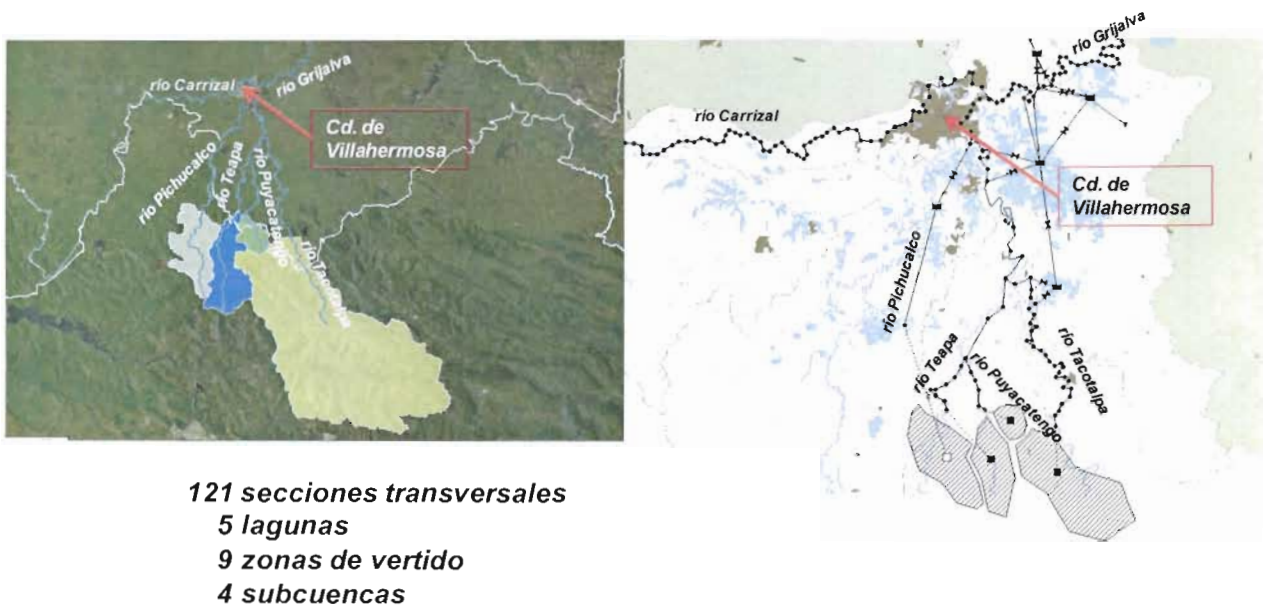 río Carrizal
río Grijalva
Cd. de
Villahermosa
río Pichucalco
río Teapa
río Puyacatengo
río Tacotalpa
río Grijalva
río Carrizal
Cd. de
Villahermosa
río Pichucalco
río Teapa
río Puyacatengo
río Tacotalpa
121 secciones transversales
5 lagunas
9 zonas de vertido
4 subcuencas